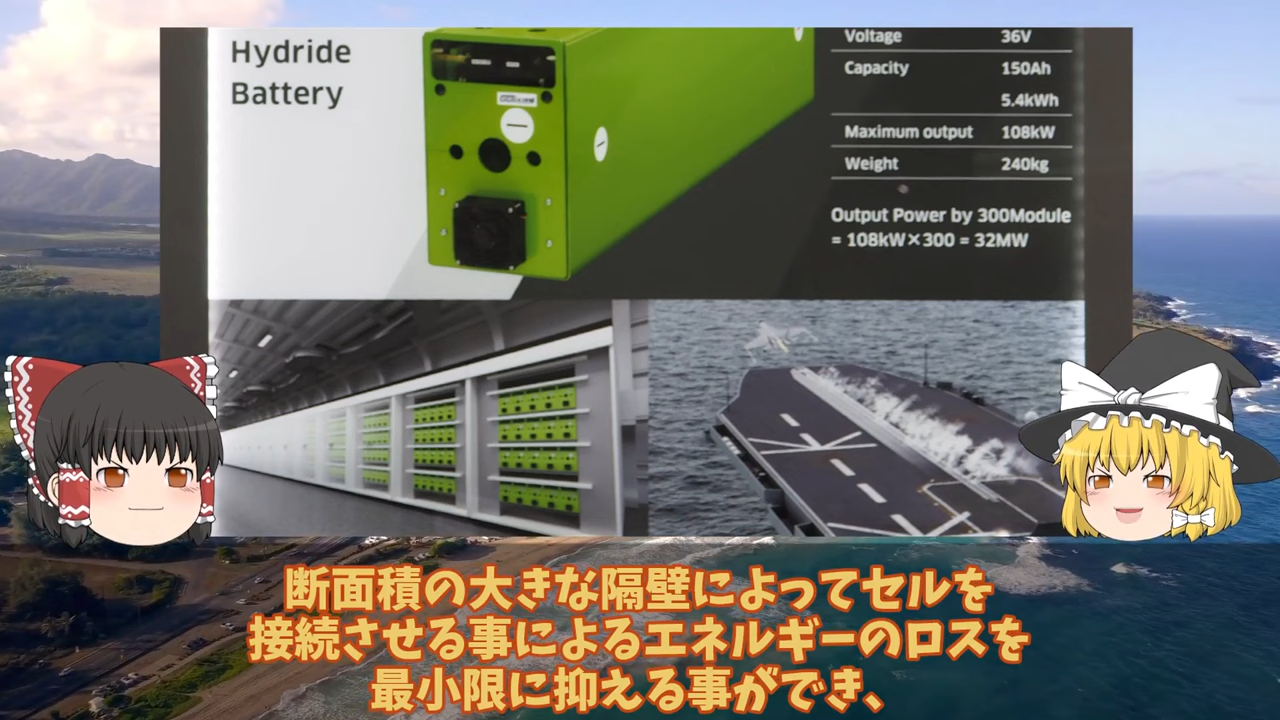 Hydride
Battery
Voltage 36V
Capacity 150Ah
5.4kWh
Maximum output 108kW
Weight 240kg
Output Power by 300Module
= 108kW×300 = 32MW
断面積の大きな隔壁によってセルを
接続させる事によるエネルギーのロスを
最小限に抑える事ができ、